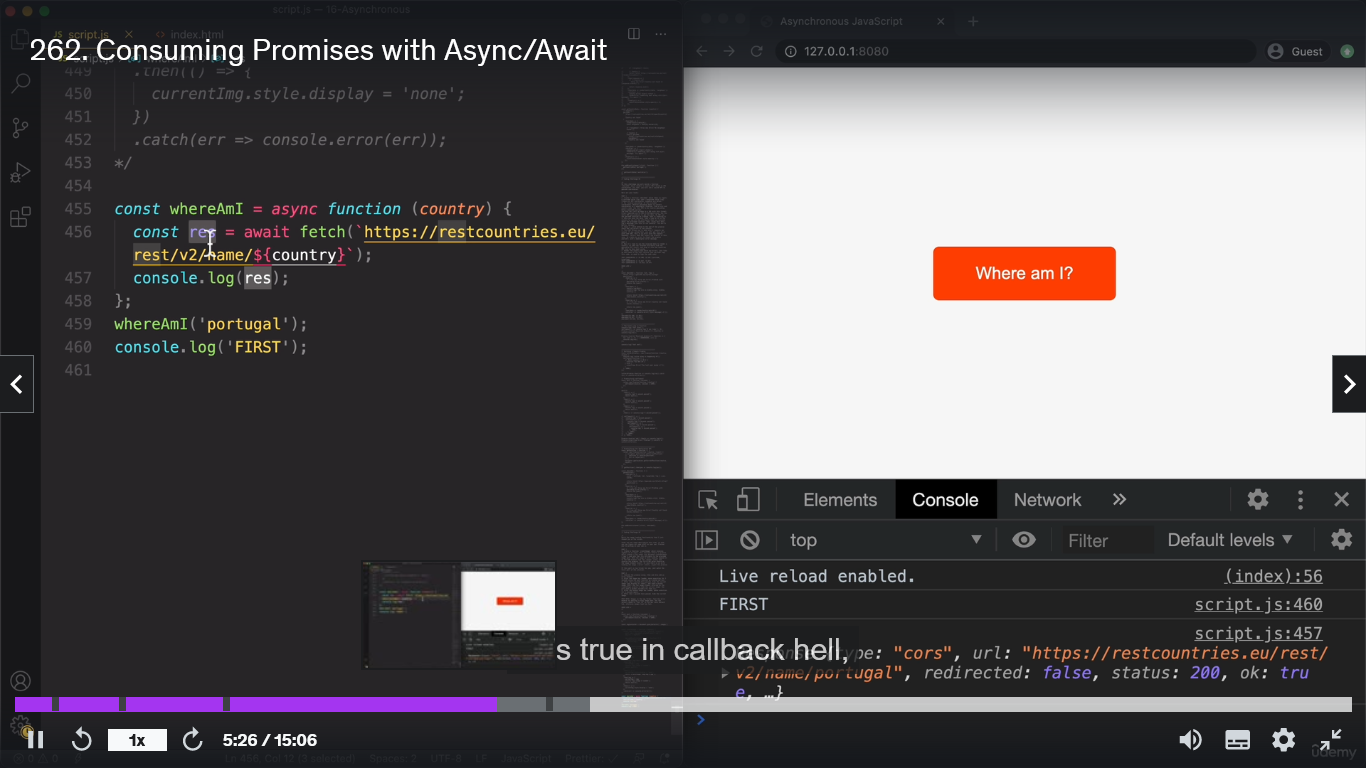 script.js — 16-Asynchronous
JS script.js × <> index.html
262. Consuming Promises with Async/Await
449 .then(() => {
450 currentImg.style.display = 'none';
451 })
452 .catch(err => console.error(err));
453 */
454
455 const whereAmI = async function (country) {
456 const res = await fetch(`https://restcountries.eu/
rest/v2/name/${country}`);
457 console.log(res);
458 };
459 whereAmI('portugal');
460 console.log('FIRST');
461
Asynchronous JavaScript ×
127.0.0.1:8080
Guest
Where am I?
Elements Console Network »
top
Filter
Default levels ▼
Live reload enabled. (index):56
FIRST script.js:460
script.js:457
"cors", url: "https://restcountries.eu/rest/
v2/name/portugal", redirected: false, status: 200, ok: tru
e, …}
s true in callback hell,
1x
5:26 / 15:06
udemy